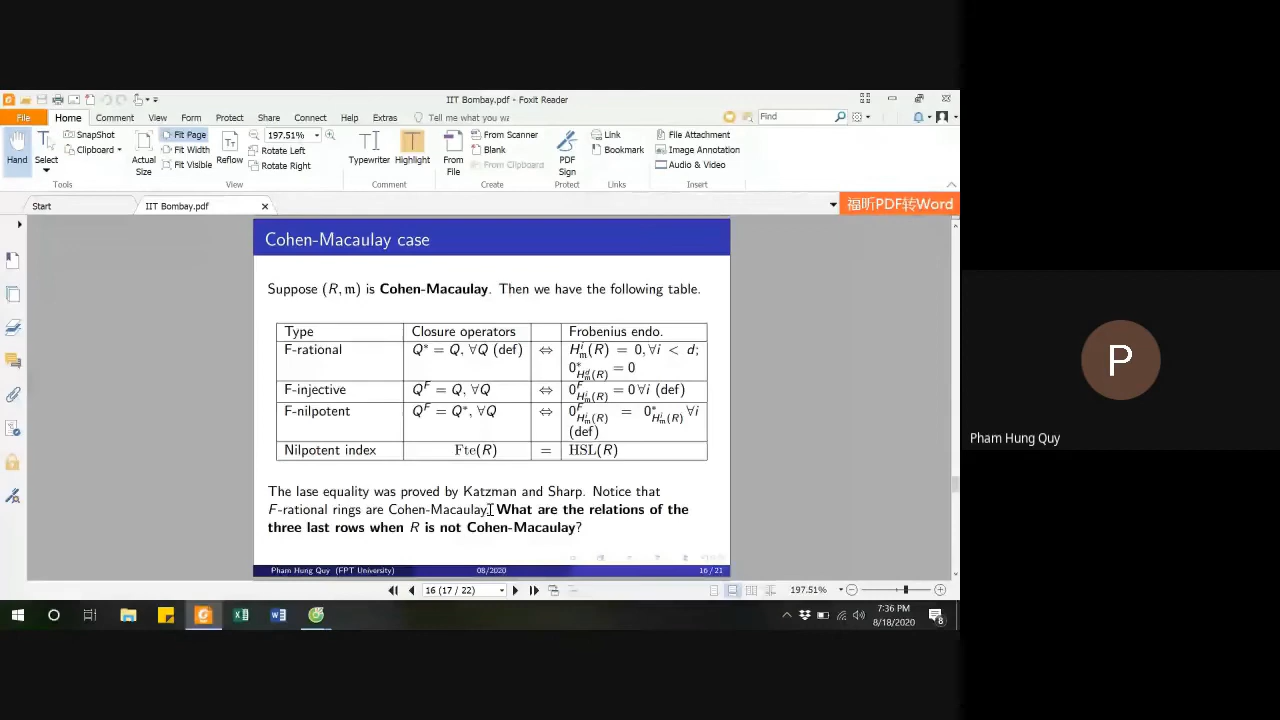 IIT Bombay.pdf - Foxit Reader
File Home Comment View Form Protect Share Connect Help Extras Tell me what you wa Find
Hand
Select
SnapShot
Clipboard
Actual Size
Fit Page
Fit Width
Fit Visible
Reflow
197.51%
Rotate Left
Rotate Right
Typewriter
Highlight
From File
From Scanner
Blank
From Clipboard
PDF Sign
Link
Bookmark
File Attachment
Image Annotation
Audio & Video
Tools View Comment Create Protect Links Insert
Start IIT Bombay.pdf 福昕PDF转Word
Cohen-Macaulay case
Suppose (R, 𝔪) is Cohen-Macaulay. Then we have the following table.
Type Closure operators Frobenius endo.
F-rational Q* = Q, ∀Q (def) ⇔ H^i_𝔪(R) = 0, ∀i < d;
0*_{H^d_𝔪(R)} = 0
F-injective Q^F = Q, ∀Q ⇔ 0^F_{H^i_𝔪(R)} = 0 ∀i (def)
F-nilpotent Q^F = Q*, ∀Q ⇔ 0^F_{H^i_𝔪(R)} = 0*_{H^i_𝔪(R)} ∀i
(def)
Nilpotent index Fte(R) = HSL(R)
The lase equality was proved by Katzman and Sharp. Notice that
F-rational rings are Cohen-Macaulay. What are the relations of the
three last rows when R is not Cohen-Macaulay?
Pham Hung Quy (FPT University) 08/2020 16 / 21
16 (17 / 22) 197.51%
7:36 PM
8/18/2020
8
P
Pham Hung Quy